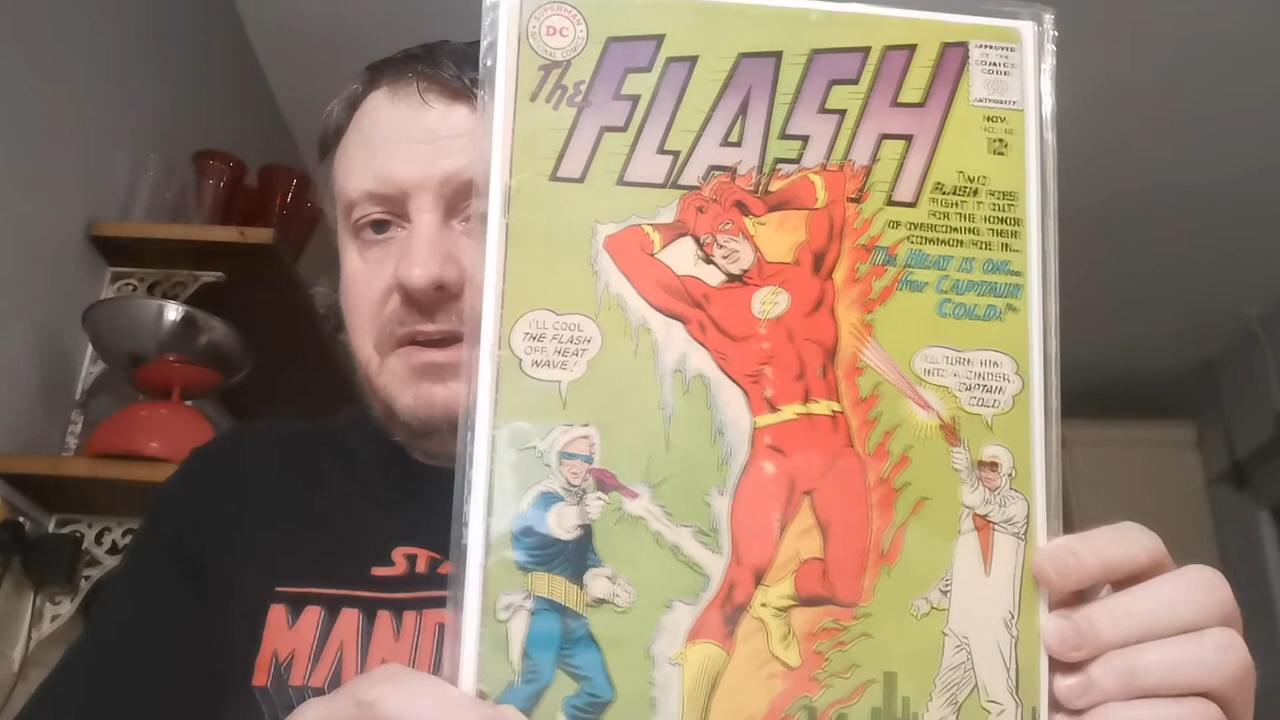 SUPERMAN
DC
NATIONAL COMICS
The FLASH
APPROVED
BY THE
COMICS
CODE
AUTHORITY
NOV.
NO. 140
12¢
TWO
FLASH FOES
FIGHT IT OUT
FOR THE HONOR
OF OVERCOMING THEIR
COMMON FOE IN...
"The HEAT IS ON...
for CAPTAIN
COLD!"
I'LL COOL
THE FLASH
OFF, HEAT
WAVE!
I'LL TURN HIM
INTO A CINDER,
CAPTAIN
COLD!
STA
MAND